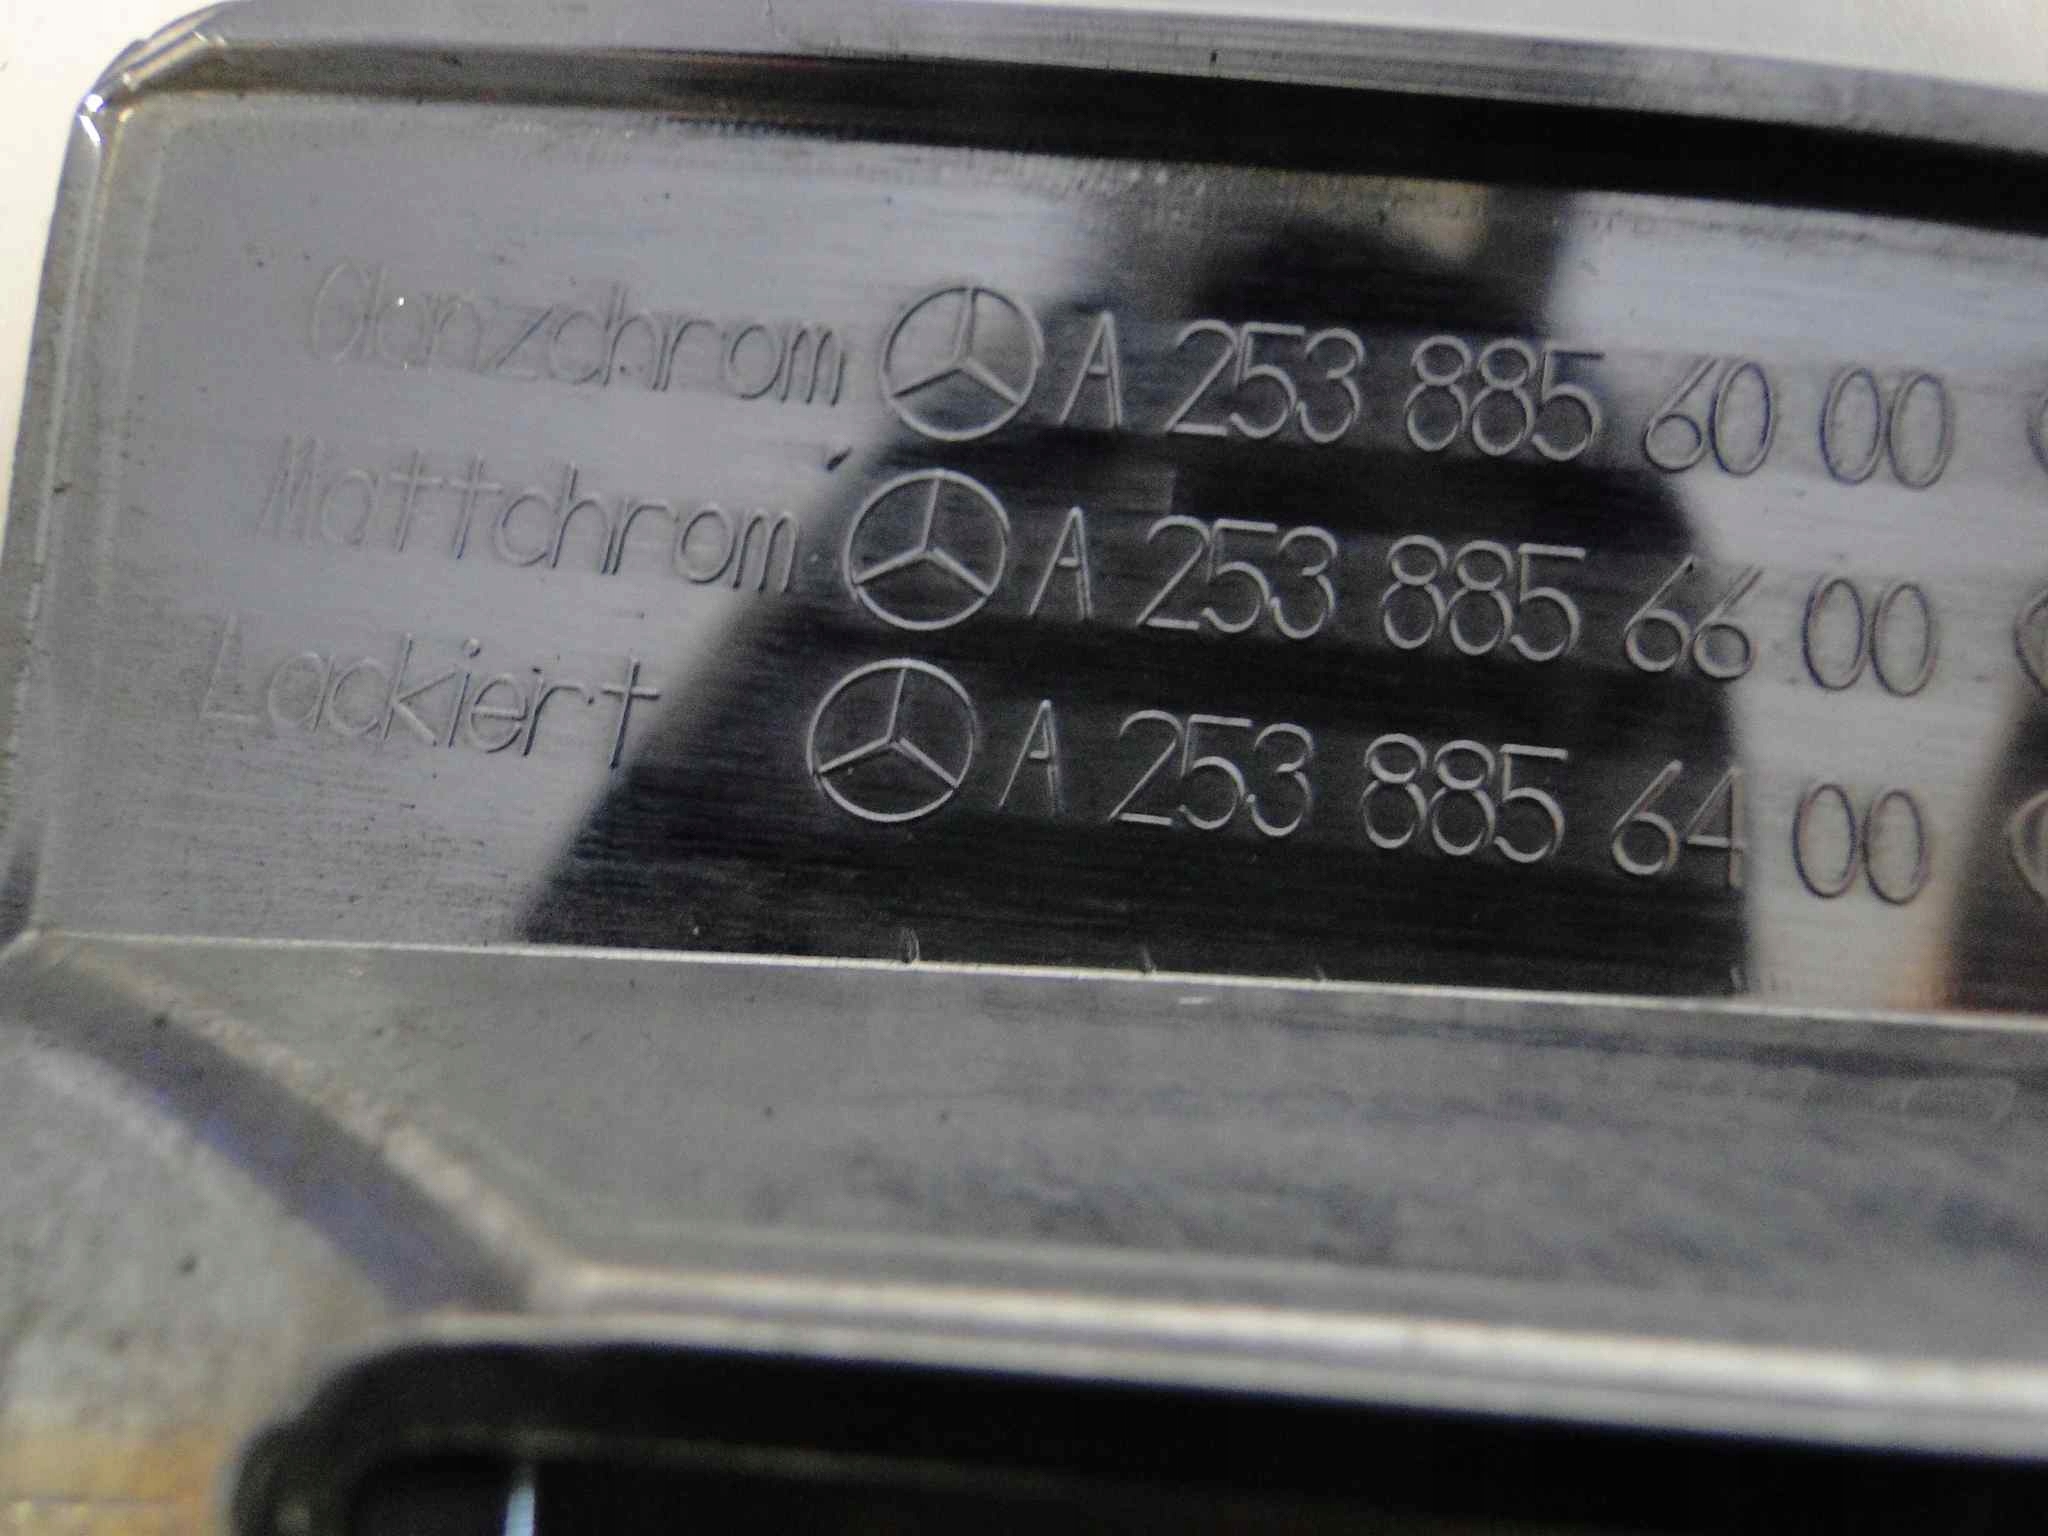 Glanzchrom A 253 885 60 00
Mattchrom A 253 885 66 00
Lackiert A 253 885 64 00